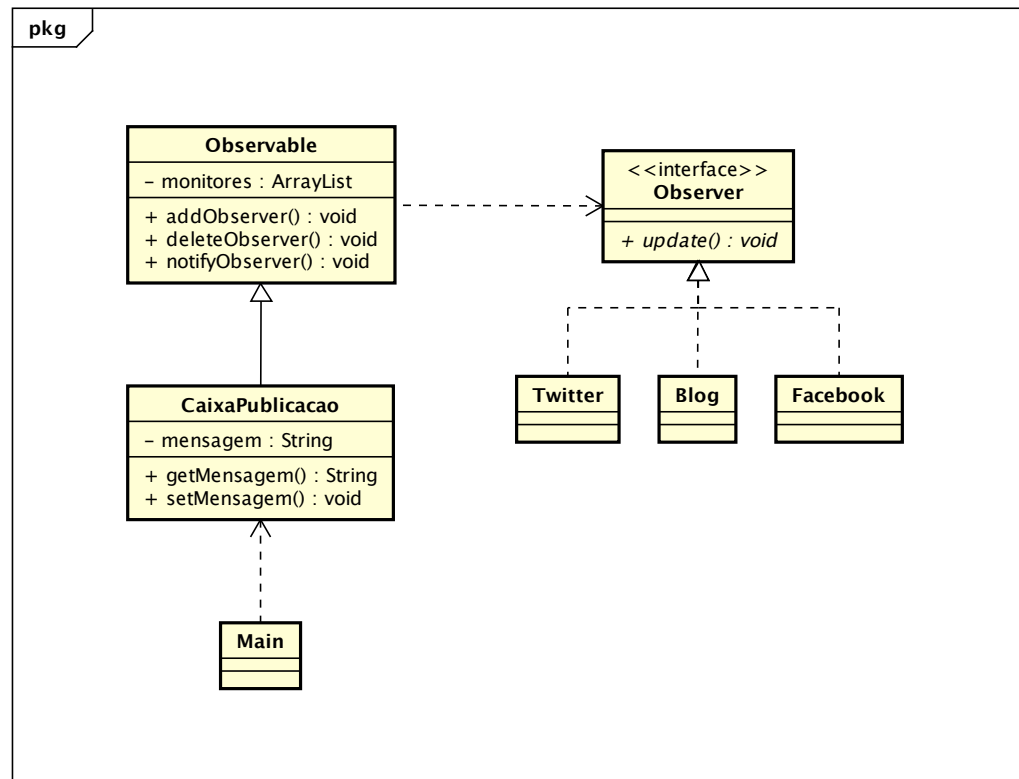 pkg
Observable
– monitores : ArrayList
+ addObserver() : void
+ deleteObserver() : void
+ notifyObserver() : void
<<interface>>
Observer
+ update() : void
CaixaPublicacao
– mensagem : String
+ getMensagem() : String
+ setMensagem() : void
Twitter
Blog
Facebook
Main